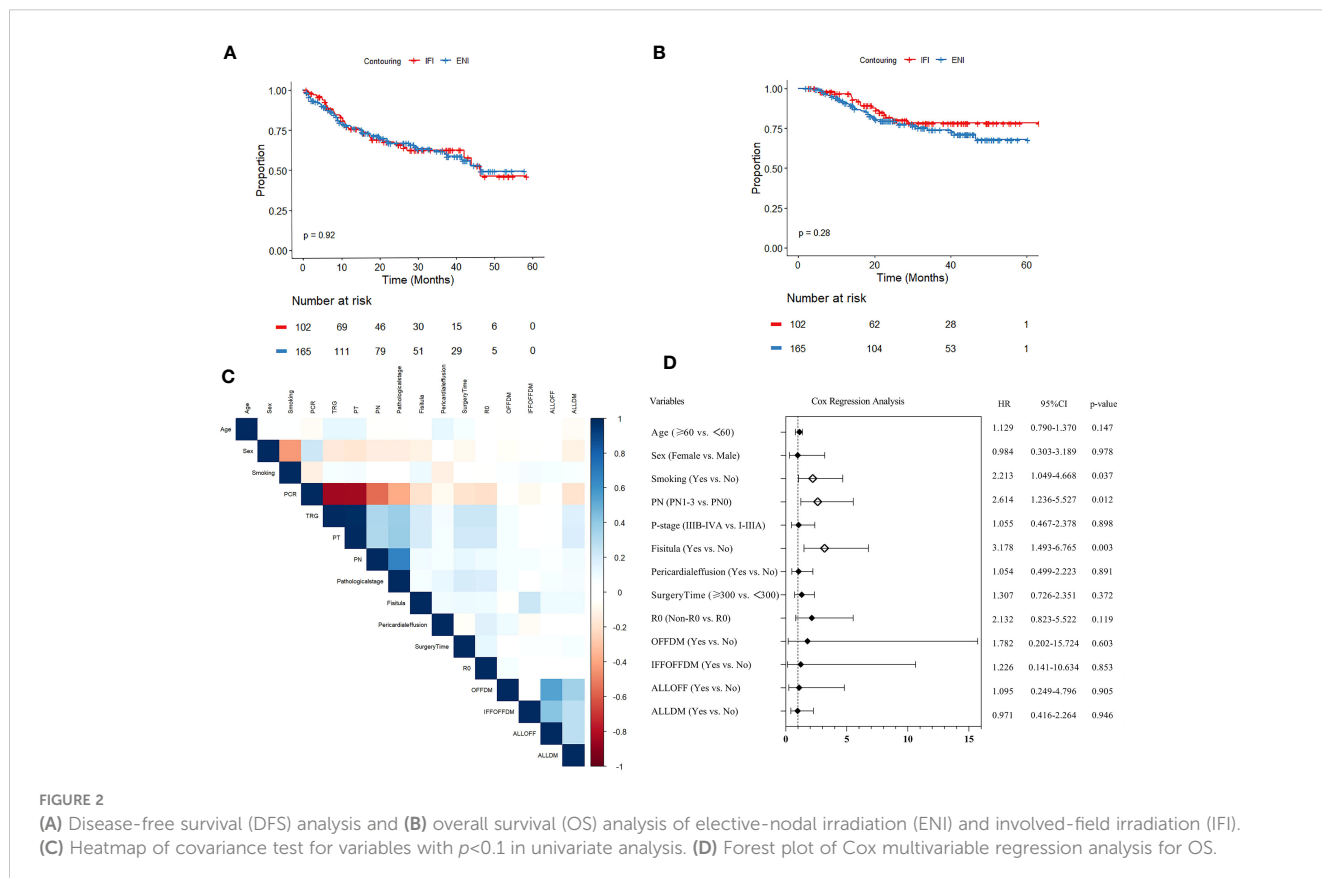 A
Contouring IFI ENI
1.00
0.75
0.50
0.25
0.00
Proportion
p = 0.92
0 10 20 30 40 50 60
Time (Months)
Number at risk
102 69 46 30 15 6 0
165 111 79 51 29 5 0
B
Contouring IFI ENI
1.00
0.75
0.50
0.25
0.00
Proportion
p = 0.28
0 20 40 60
Time (Months)
Number at risk
102 62 28 1
165 104 53 1
C
Age Sex Smoking PCR TRG PT PN Pathologicalstage Fisitula Pericardialeffusion SurgeryTime R0 OFFDM IFFOFFDM ALLOFF ALLDM
Age
Sex
Smoking
PCR
TRG
PT
PN
Pathologicalstage
Fisitula
Pericardialeffusion
SurgeryTime
R0
OFFDM
IFFOFFDM
ALLOFF
ALLDM
1
0.8
0.6
0.4
0.2
0
-0.2
-0.4
-0.6
-0.8
-1
D
Variables Cox Regression Analysis HR 95%CI p-value
Age (≥60 vs. <60) 1.129 0.790-1.370 0.147
Sex (Female vs. Male) 0.984 0.303-3.189 0.978
Smoking (Yes vs. No) 2.213 1.049-4.668 0.037
PN (PN1-3 vs. PN0) 2.614 1.236-5.527 0.012
P-stage (IIIB-IVA vs. I-IIIA) 1.055 0.467-2.378 0.898
Fisitula (Yes vs. No) 3.178 1.493-6.765 0.003
Pericardialeffusion (Yes vs. No) 1.054 0.499-2.223 0.891
SurgeryTime (≥300 vs. <300) 1.307 0.726-2.351 0.372
R0 (Non-R0 vs. R0) 2.132 0.823-5.522 0.119
OFFDM (Yes vs. No) 1.782 0.202-15.724 0.603
IFFOFFDM (Yes vs. No) 1.226 0.141-10.634 0.853
ALLOFF (Yes vs. No) 1.095 0.249-4.796 0.905
ALLDM (Yes vs. No) 0.971 0.416-2.264 0.946
0 5 10 15
FIGURE 2
(A) Disease-free survival (DFS) analysis and (B) overall survival (OS) analysis of elective-nodal irradiation (ENI) and involved-field irradiation (IFI).
(C) Heatmap of covariance test for variables with p<0.1 in univariate analysis. (D) Forest plot of Cox multivariable regression analysis for OS.